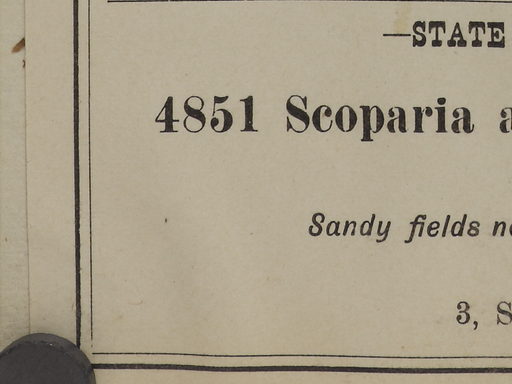 —STATE
4851 Scoparia a
Sandy fields
3, S